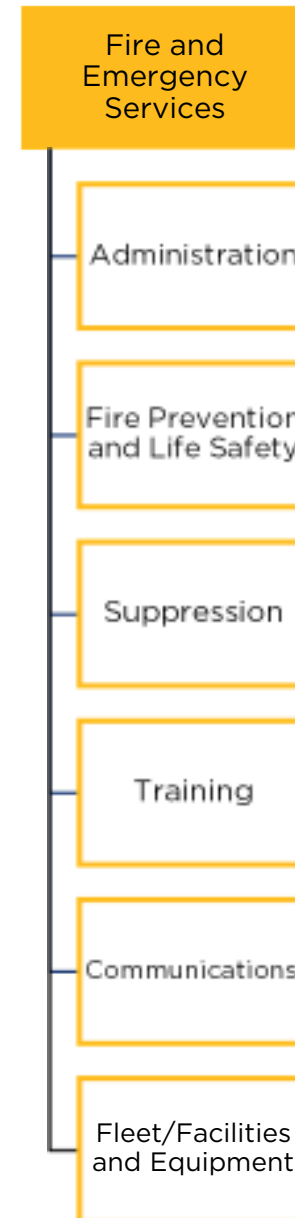 Fire and
Emergency
Services
Administration
Fire Prevention
and Life Safety
Suppression
Training
Communications
Fleet/Facilities
and Equipment